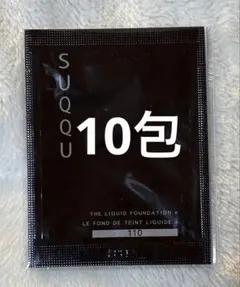 SUQQU
10包
THE LIQUID FOUNDATION e
LE FOND DE TEINT LIQUIDE e
110